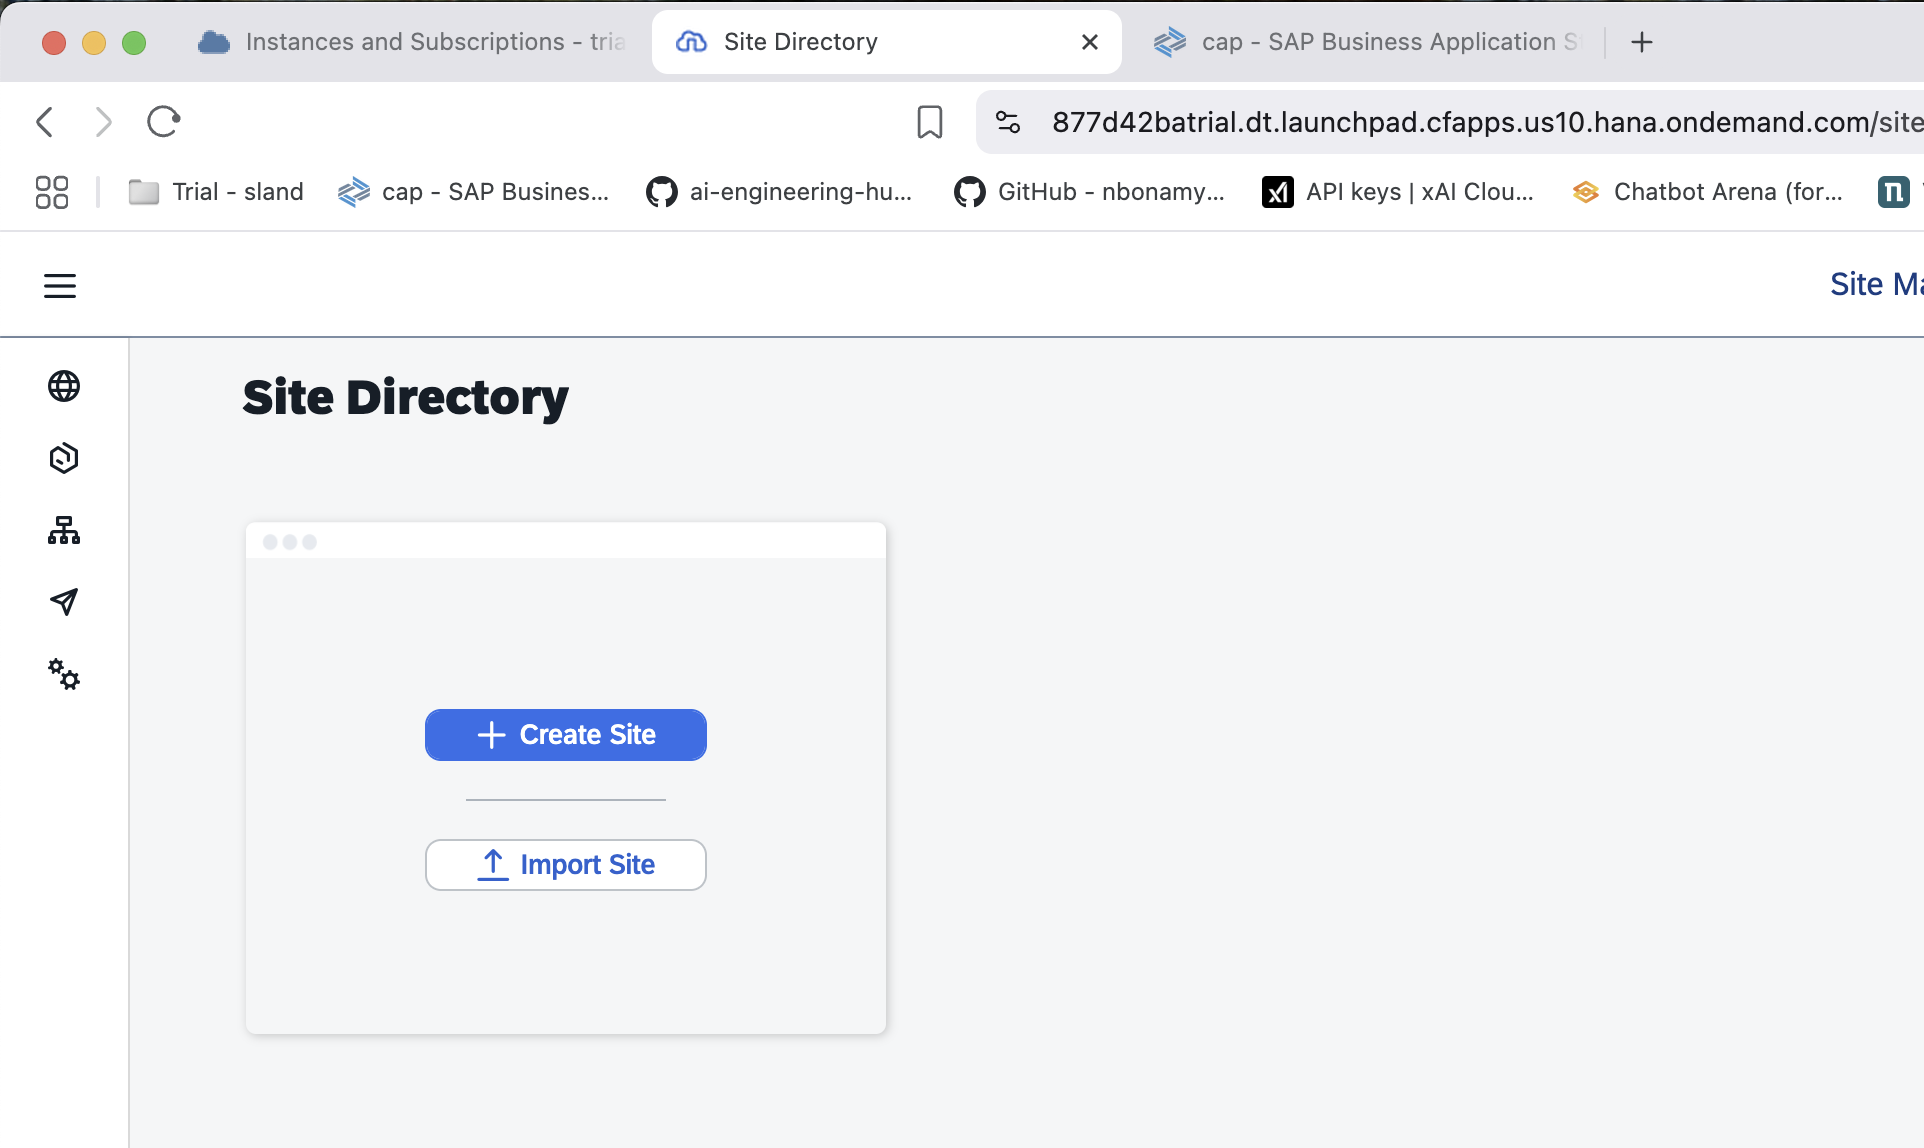 Instances and Subscriptions - tria
Site Directory
cap - SAP Business Application S
877d42batrial.dt.launchpad.cfapps.us10.hana.ondemand.com/site
Trial - sland
cap - SAP Busines...
ai-engineering-hu...
GitHub - nbonamy...
API keys | xAI Clou...
Chatbot Arena (for...
Site Ma
Site Directory
Create Site
Import Site